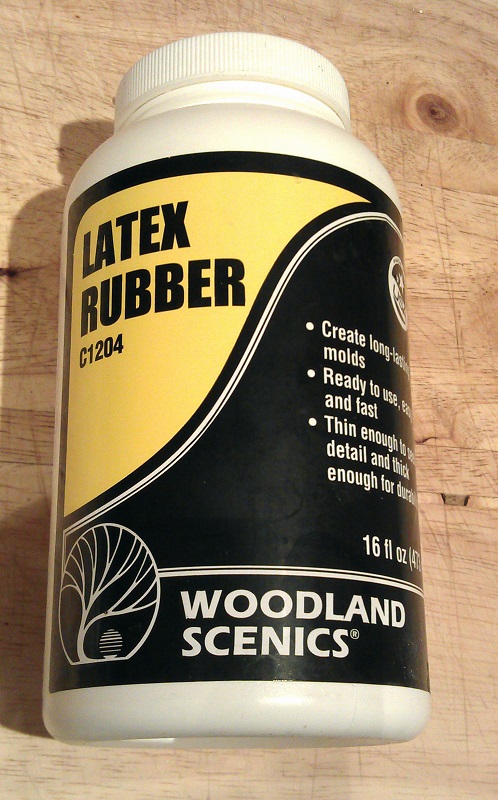 LATEX
RUBBER
C1204
• Create
molds
• Ready to use,
and fast
• Thin enough to
detail and thick
enough for
16 fl oz
WOODLAND
SCENICS®